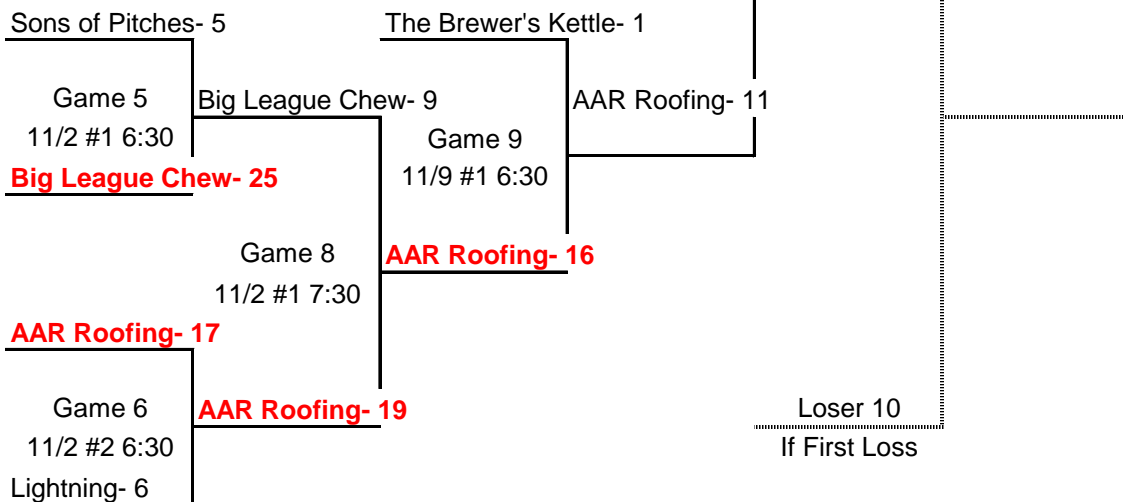 Sons of Pitches- 5
The Brewer's Kettle- 1
Game 5
Big League Chew- 9
AAR Roofing- 11
11/2 #1 6:30
Game 9
Big League Chew- 25
11/9 #1 6:30
Game 8
AAR Roofing- 16
11/2 #1 7:30
AAR Roofing- 17
Game 6
AAR Roofing- 19
Loser 10
11/2 #2 6:30
If First Loss
Lightning- 6